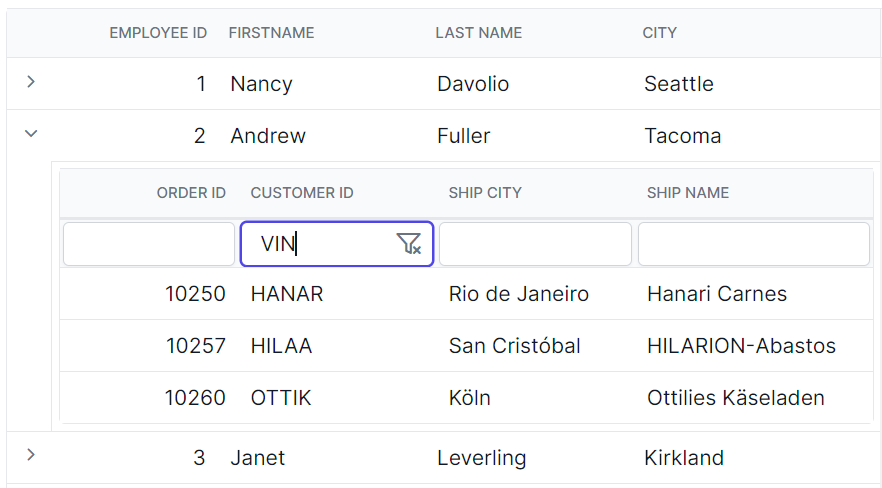 EMPLOYEE ID FIRSTNAME LAST NAME CITY
1 Nancy Davolio Seattle
2 Andrew Fuller Tacoma
ORDER ID CUSTOMER ID SHIP CITY SHIP NAME
VIN
10250 HANAR Rio de Janeiro Hanari Carnes
10257 HILAA San Cristóbal HILARION-Abastos
10260 OTTIK Köln Ottilies Käseladen
3 Janet Leverling Kirkland